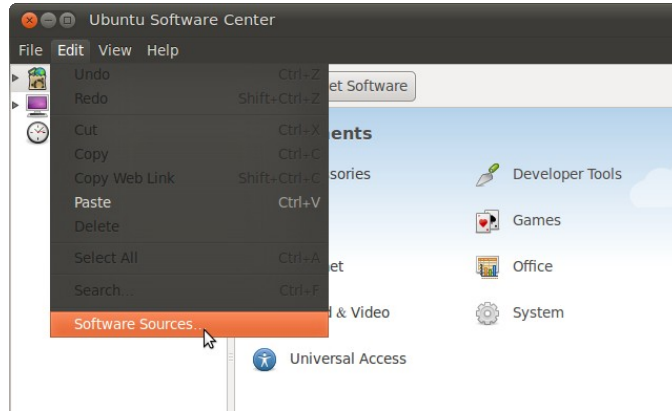 Ubuntu Software Center
File Edit View Help
Undo Ctrl+Z
Redo Shift+Ctrl+Z
Cut Ctrl+X
Copy Ctrl+C
Copy Web Link Shift+Ctrl+C
Paste Ctrl+V
Delete
Select All Ctrl+A
Search... Ctrl+F
Software Sources...
et Software
ents
sories
Developer Tools
Games
et
Office
& Video
System
Universal Access